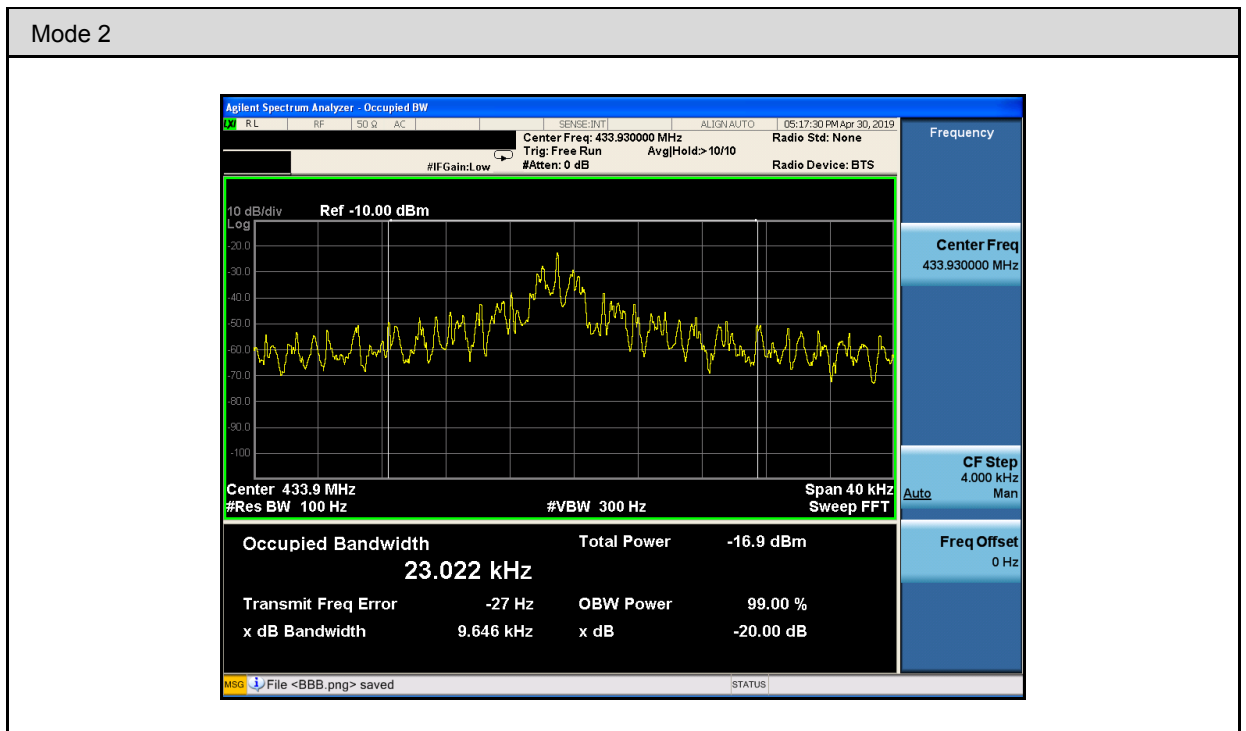 Mode 2
Agilent Spectrum Analyzer - Occupied BW
LXI RL RF 50 Ω AC SENSE:INT ALIGN AUTO 05:17:30 PM Apr 30, 2019
Center Freq: 433.930000 MHz Radio Std: None
Trig: Free Run Avg|Hold:> 10/10
#IFGain:Low #Atten: 0 dB Radio Device: BTS
Frequency
10 dB/div Ref -10.00 dBm
Log
-20.0
-30.0
-40.0
-50.0
-60.0
-70.0
-80.0
-90.0
-100
Center Freq
433.930000 MHz
Center 433.9 MHz Span 40 kHz
#Res BW 100 Hz #VBW 300 Hz Sweep FFT
CF Step
4.000 kHz
Auto Man
Occupied Bandwidth Total Power -16.9 dBm
23.022 kHz
Transmit Freq Error -27 Hz OBW Power 99.00 %
x dB Bandwidth 9.646 kHz x dB -20.00 dB
Freq Offset
0 Hz
MSG File <BBB.png> saved STATUS